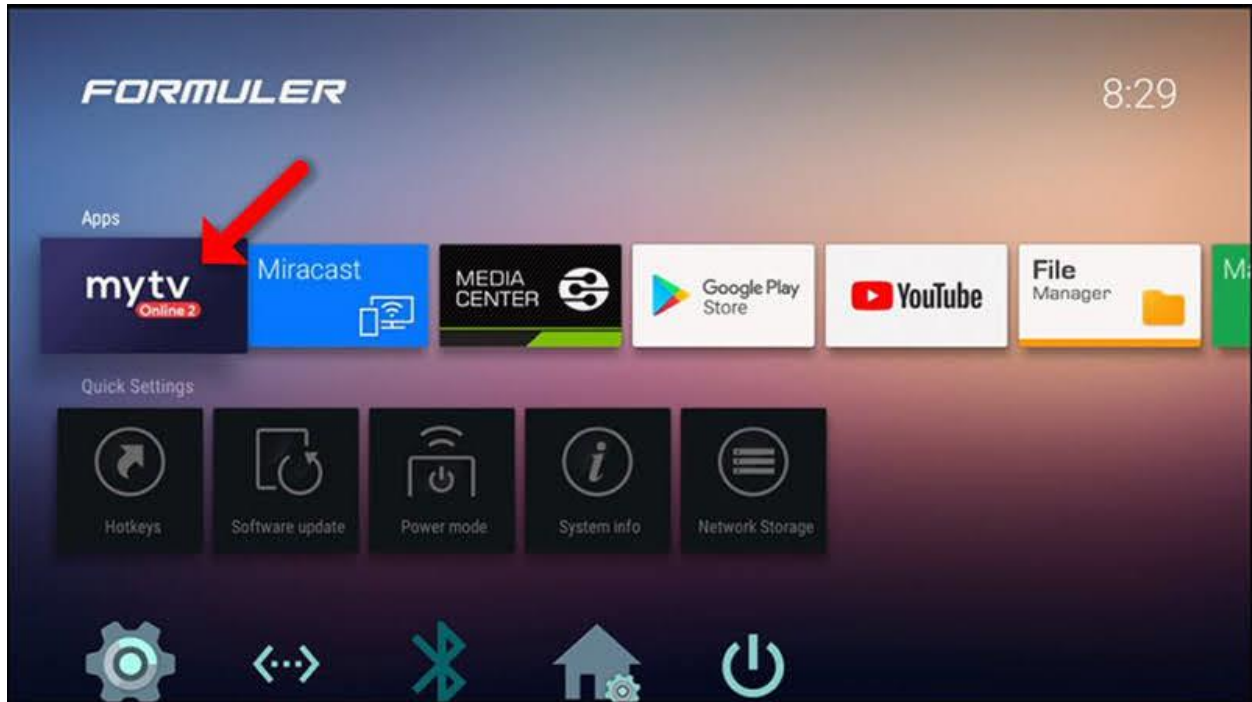 FORMULER
8:29
Apps
mytv
Online 2
Miracast
MEDIA
CENTER
Google Play
Store
YouTube
File
Manager
Quick Settings
Hotkeys
Software update
Power mode
System info
Network Storage